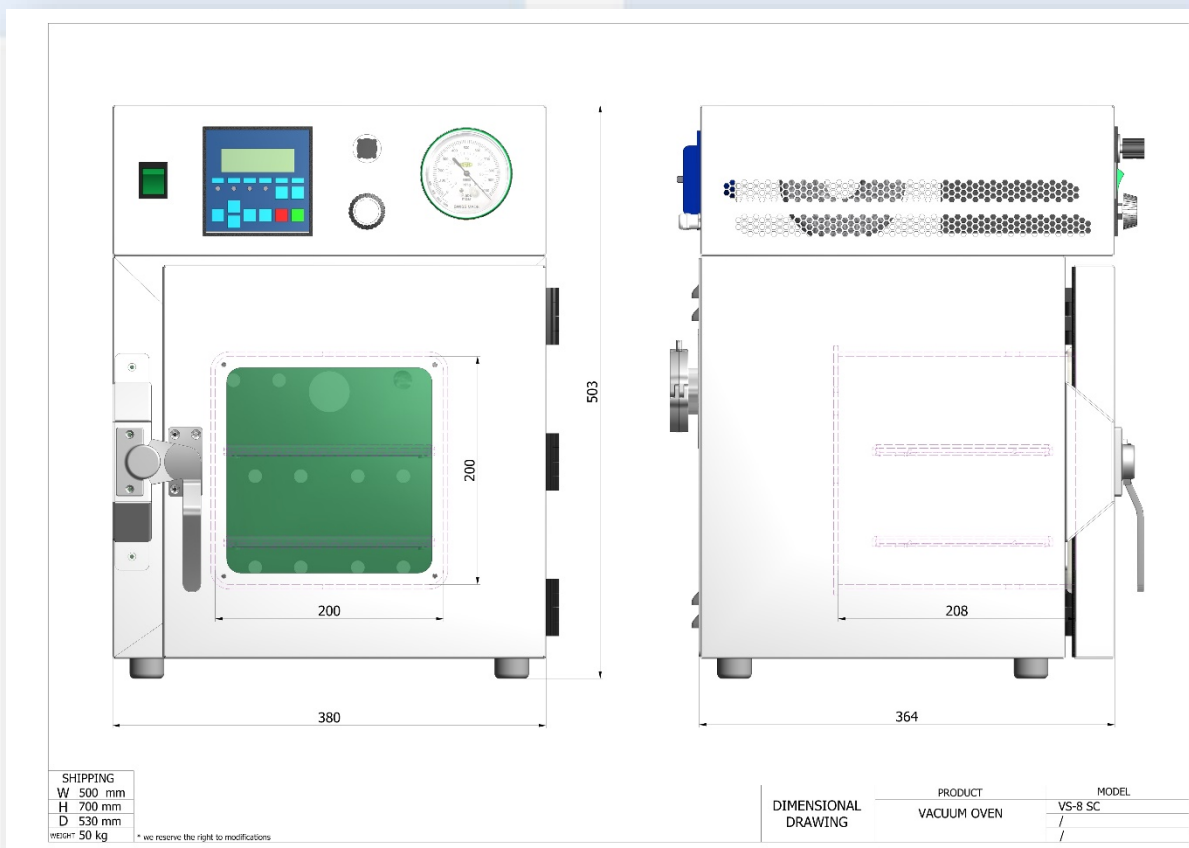 503
200
200
208
380
364
SHIPPING
W 500 mm
H 700 mm
D 530 mm
WEIGHT 50 kg
* we reserve the right to modifications
DIMENSIONAL
DRAWING
PRODUCT
VACUUM OVEN
MODEL
VS-8 SC
/
/